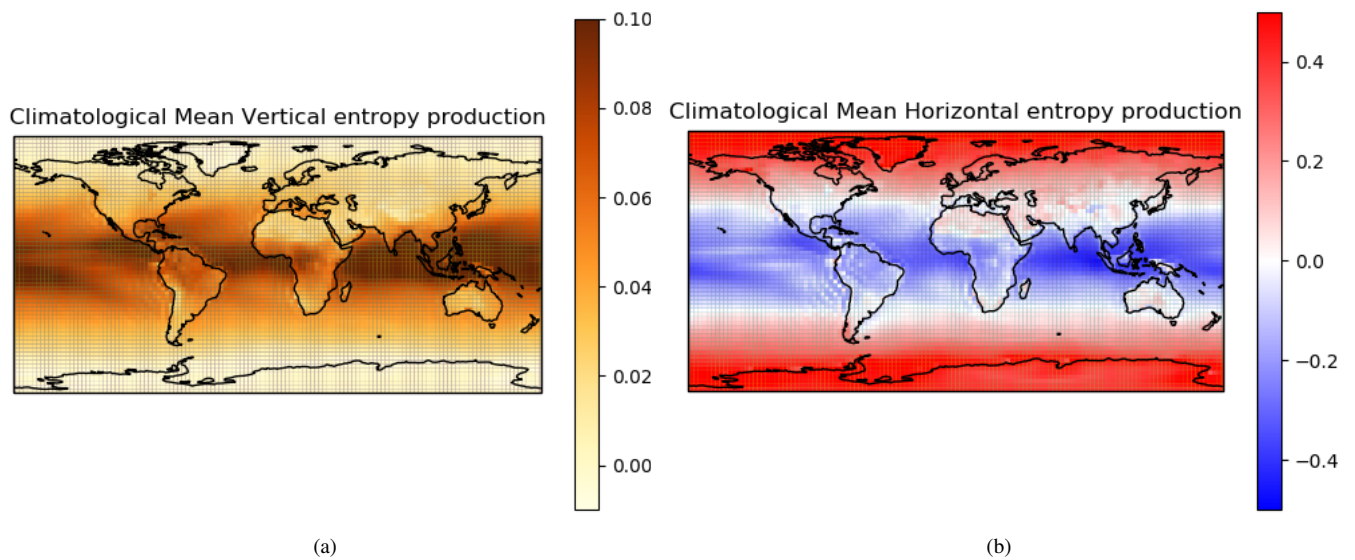 Climatological Mean Vertical entropy production
0.10
0.08
0.06
0.04
0.02
0.00
(a)
Climatological Mean Horizontal entropy production
0.4
0.2
0.0
−0.2
−0.4
(b)